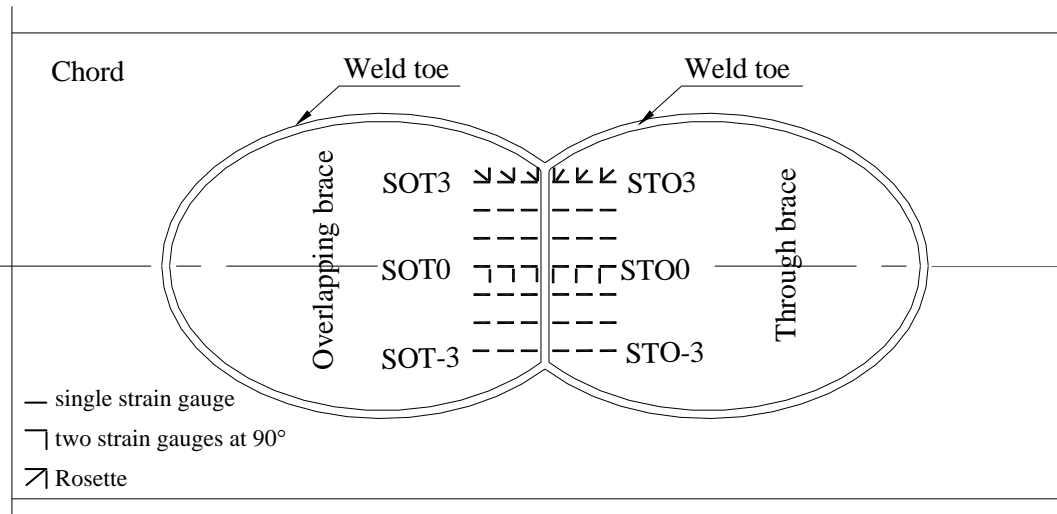 Weld toe
Weld toe
Chord
SOT3
STO3
Overlapping brace
SOT0
STO0
Through brace
SOT-3
STO-3
single strain gauge
two strain gauges at 90°
Rosette